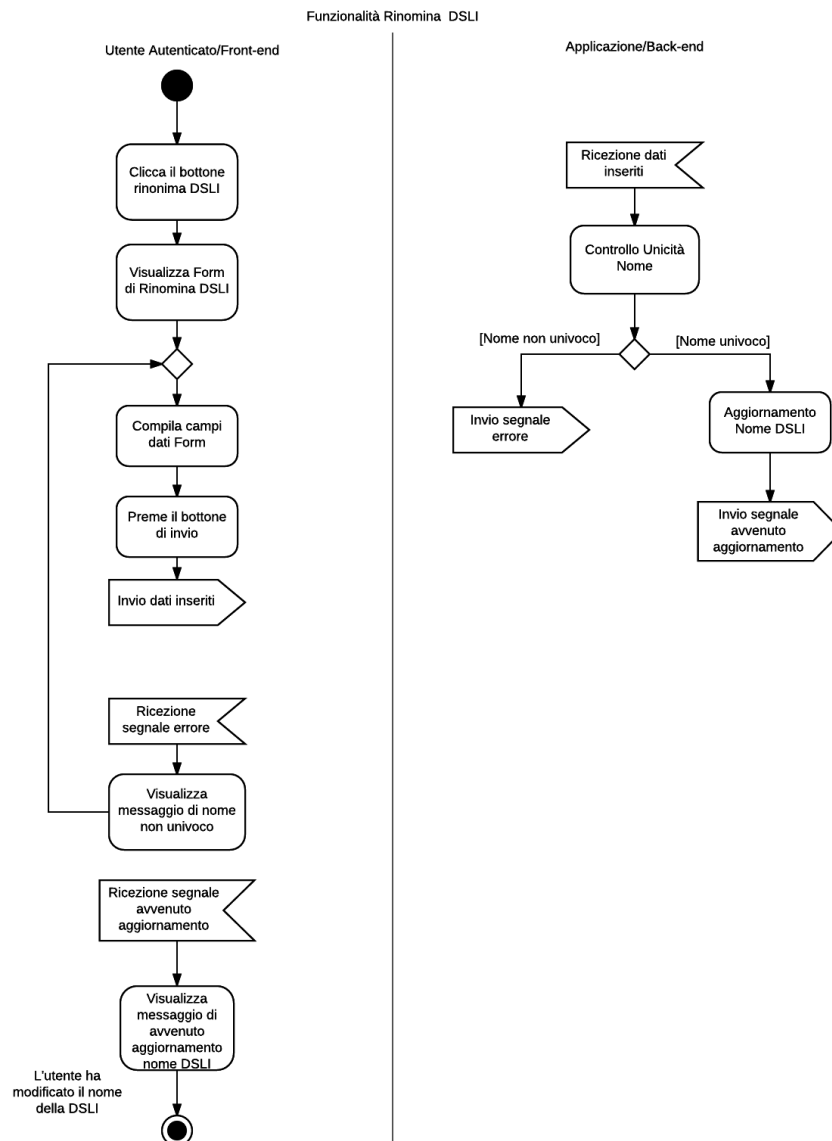 Funzionalità Rinomina  DSLI
Utente Autenticato/Front-end
Clicca il bottone
rinonima DSLI
Visualizza Form
di Rinomina DSLI
Compila campi
dati Form
Preme il bottone
di invio
Invio dati inseriti
Ricezione
segnale errore
Visualizza
messaggio di nome
non univoco
Ricezione segnale
avvenuto
aggiornamento
Visualizza
messaggio di
avvenuto
aggiornamento
nome DSLI
L'utente ha
modificato il nome
della DSLI
Applicazione/Back-end
Ricezione dati
inseriti
Controllo Unicità
Nome
[Nome non univoco]
[Nome univoco]
Invio segnale
errore
Aggiornamento
Nome DSLI
Invio segnale
avvenuto
aggiornamento